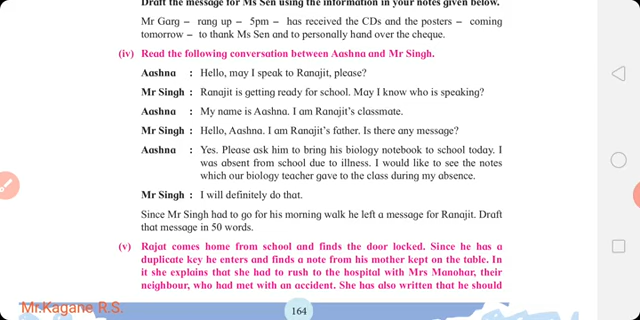 Draft the message for Ms Sen using the information in your notes given below.
Mr Garg – rang up – 5pm – has received the CDs and the posters – coming
tomorrow – to thank Ms Sen and to personally hand over the cheque.
(iv) Read the following conversation between Aashna and Mr Singh.
Aashna : Hello, may I speak to Ranajit, please?
Mr Singh : Ranajit is getting ready for school. May I know who is speaking?
Aashna : My name is Aashna. I am Ranajit's classmate.
Mr Singh : Hello, Aashna. I am Ranajit's father. Is there any message?
Aashna : Yes. Please ask him to bring his biology notebook to school today. I
was absent from school due to illness. I would like to see the notes
which our biology teacher gave to the class during my absence.
Mr Singh : I will definitely do that.
Since Mr Singh had to go for his morning walk he left a message for Ranajit. Draft
that message in 50 words.
(v) Rajat comes home from school and finds the door locked. Since he has a
duplicate key he enters and finds a note from his mother kept on the table. In
it she explains that she had to rush to the hospital with Mrs Manohar, their
neighbour, who had met with an accident. She has also written that he should
Mr.Kagane R.S.
164